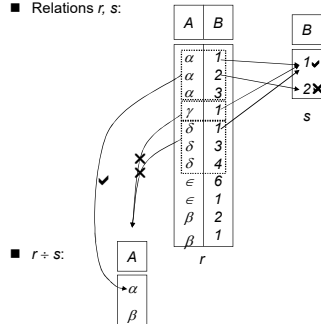 ■ Relations r, s:
A B
B
α 1
α 2
α 3
γ 1
δ 1
δ 3
δ 4
∈ 6
∈ 1
β 2
β 1
r
1
2
s
■ r ÷ s:
A
α
β